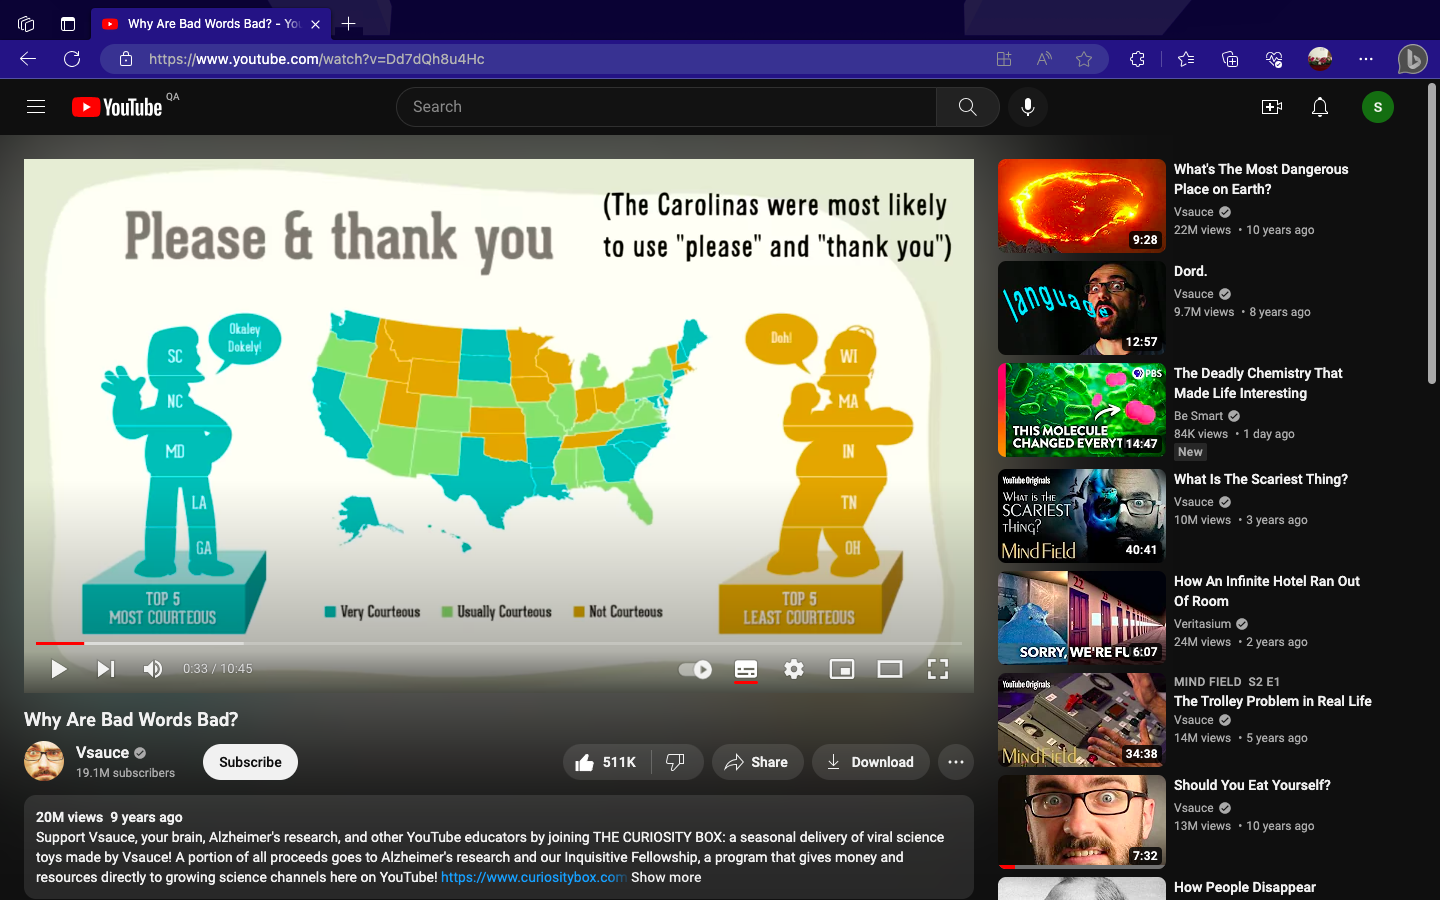 Why Are Bad Words Bad? - You
https://www.youtube.com/watch?v=Dd7dQh8u4Hc
YouTube QA
Search
S
Please & thank you
(The Carolinas were most likely
to use "please" and "thank you")
Okaley
Dokely!
SC
NC
MD
LA
GA
TOP 5
MOST COURTEOUS
Very Courteous
Usually Courteous
Not Courteous
Doh!
WI
MA
IN
TN
OH
TOP 5
LEAST COURTEOUS
0:33 / 10:45
Why Are Bad Words Bad?
Vsauce
19.1M subscribers
Subscribe
511K
Share
Download
20M views 9 years ago
Support Vsauce, your brain, Alzheimer's research, and other YouTube educators by joining THE CURIOSITY BOX: a seasonal delivery of viral science
toys made by Vsauce! A portion of all proceeds goes to Alzheimer's research and our Inquisitive Fellowship, a program that gives money and
resources directly to growing science channels here on YouTube! https://www.curiositybox.com Show more
9:28
What's The Most Dangerous
Place on Earth?
Vsauce
22M views • 10 years ago
language
12:57
Dord.
Vsauce
9.7M views • 8 years ago
PBS
THIS MOLECULE
CHANGED EVERYT
14:47
The Deadly Chemistry That
Made Life Interesting
Be Smart
84K views • 1 day ago
New
YouTube Originals
WHAT IS THE
SCARIEST
THING?
MIND FIELD
40:41
What Is The Scariest Thing?
Vsauce
10M views • 3 years ago
22
SORRY, WE'RE FU
6:07
How An Infinite Hotel Ran Out
Of Room
Veritasium
24M views • 2 years ago
YouTube Originals
MIND FIELD
34:38
MIND FIELD S2 E1
The Trolley Problem in Real Life
Vsauce
14M views • 5 years ago
7:32
Should You Eat Yourself?
Vsauce
13M views • 10 years ago
How People Disappear